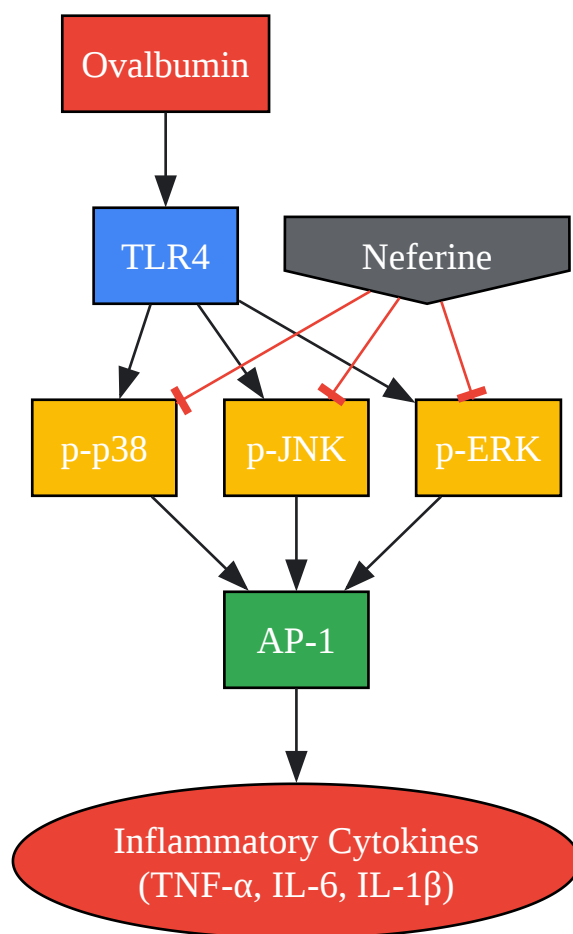 Ovalbumin
TLR4
Neferine
p-p38
p-JNK
p-ERK
AP-1
Inflammatory Cytokines
(TNF-α, IL-6, IL-1β)